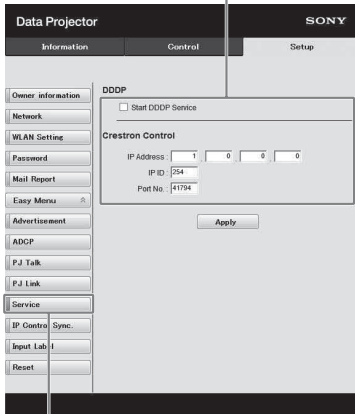 Data Projector SONY
Information Control Setup
Owner information
Network
WLAN Setting
Password
Mail Report
Easy Menu
Advertisement
ADCP
PJ Talk
PJ Link
Service
IP Control Sync.
Input Label
Reset
DDDP
Start DDDP Service
Crestron Control
IP Address : 1 . 0 . 0 . 0
IP ID : 254
Port No. : 41794
Apply